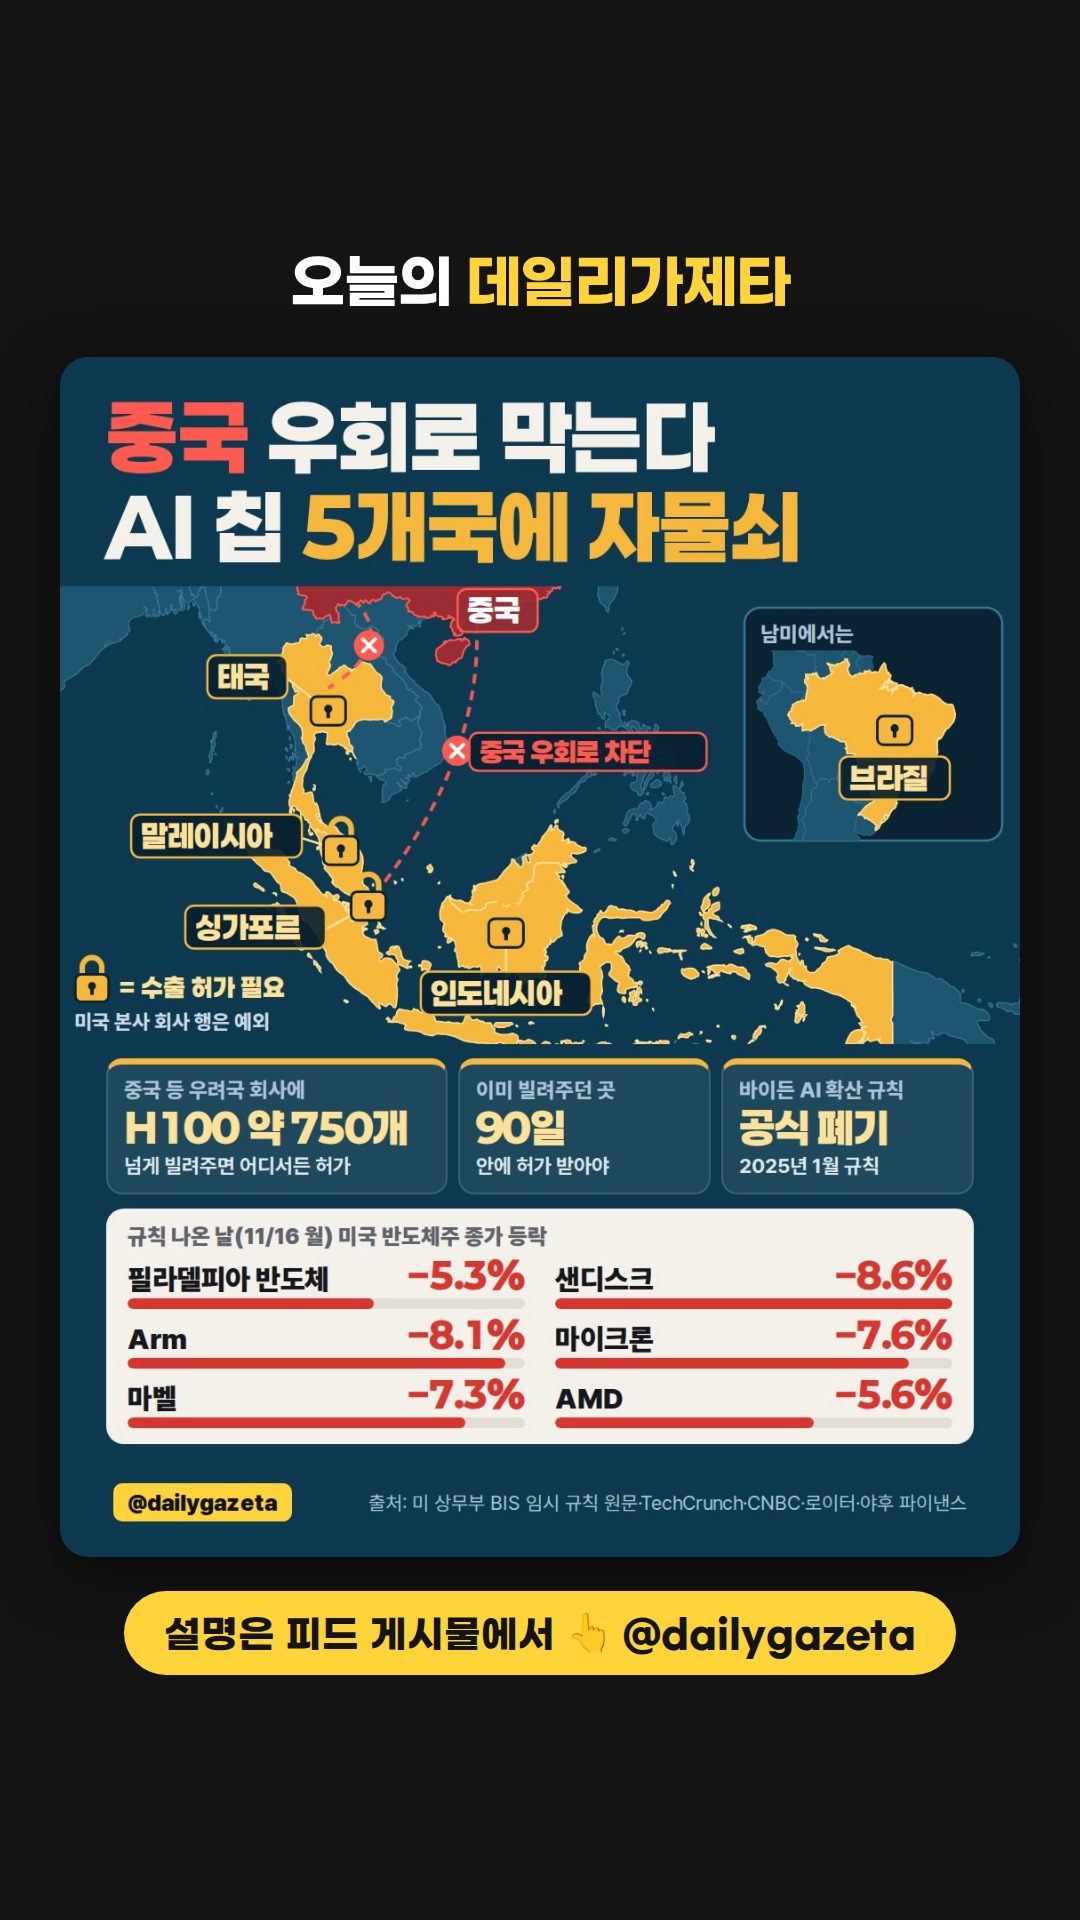 오늘의 데일리가제타
중국 우회로 막는다
AI 칩 5개국에 자물쇠
중국
태국
중국 우회로 차단
남미에서는
브라질
말레이시아
싱가포르
인도네시아
= 수출 허가 필요
미국 본사 회사 행은 예외
중국 등 우려국 회사에
H100 약 750개
넘게 빌려주면 어디서든 허가
이미 빌려주던 곳
90일
안에 허가 받아야
바이든 AI 확산 규칙
공식 폐기
2025년 1월 규칙
규칙 나온 날(11/16 월) 미국 반도체주 종가 등락
필라델피아 반도체 −5.3%
샌디스크 −8.6%
Arm −8.1%
마이크론 −7.6%
마벨 −7.3%
AMD −5.6%
@dailygazeta
출처: 미 상무부 BIS 임시 규칙 원문·TechCrunch·CNBC·로이터·야후 파이낸스
설명은 피드 게시물에서 👆 @dailygazeta